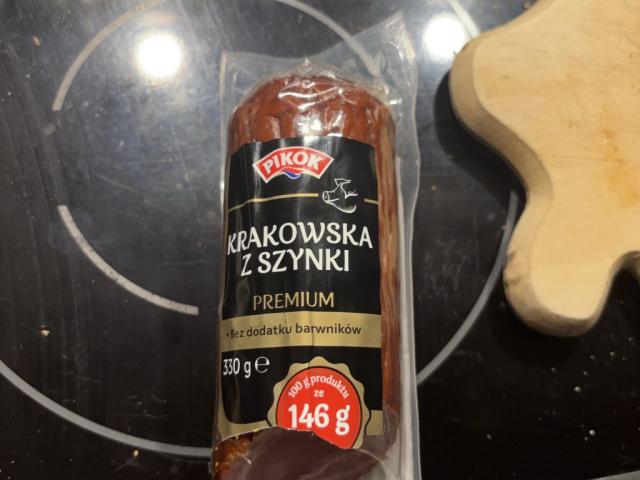 PIKOK
KRAKOWSKA
Z SZYNKI
PREMIUM
• Bez dodatku barwników
330 g ℮
100 g produktu
ze
146 g